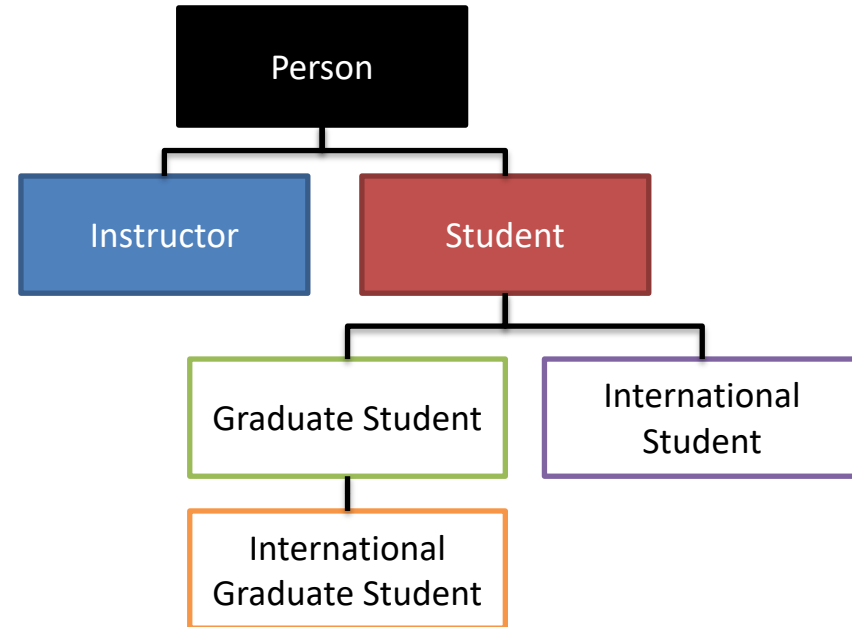 Person
Instructor
Student
Graduate Student
International
Student
International
Graduate Student